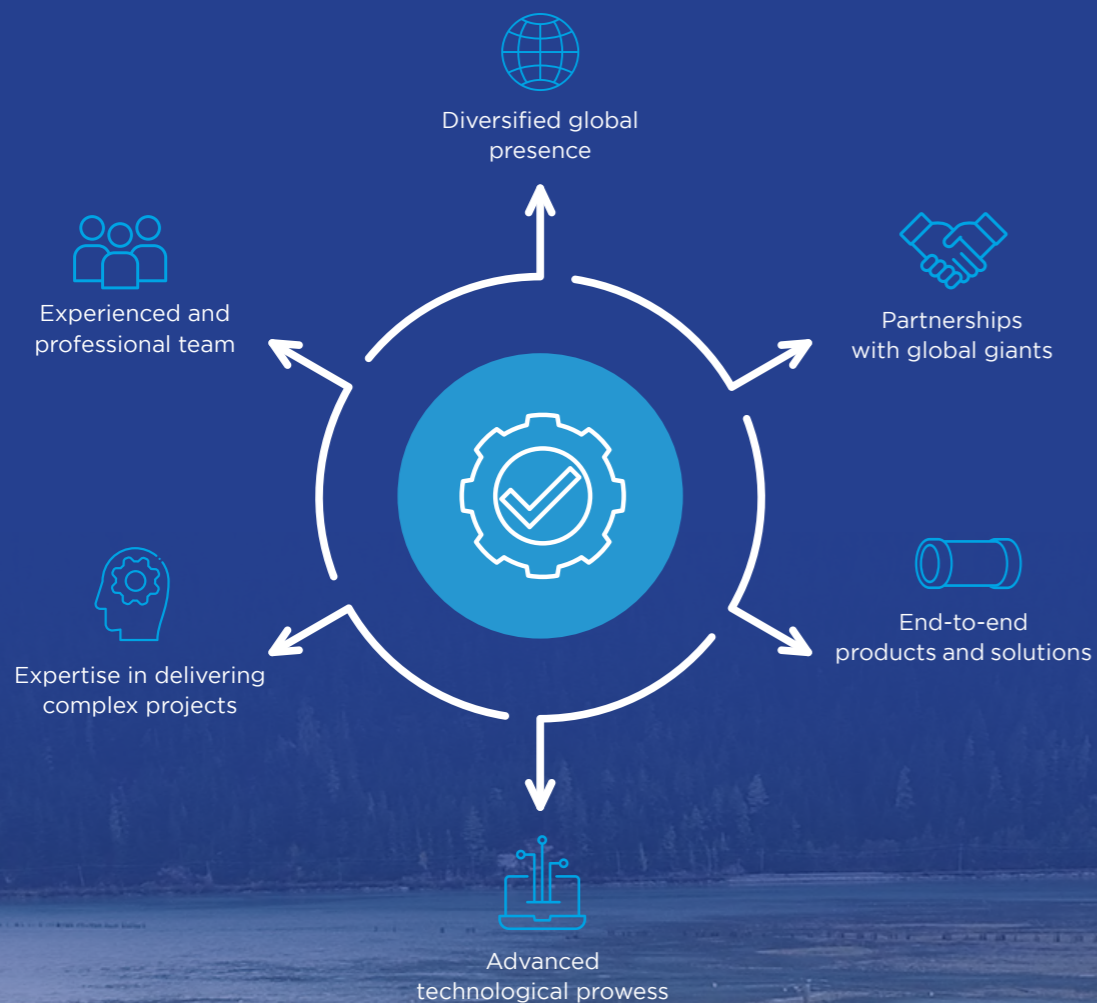 Diversified global
presence
Partnerships
with global giants
End-to-end
products and solutions
Advanced
technological prowess
Expertise in delivering
complex projects
Experienced and
professional team